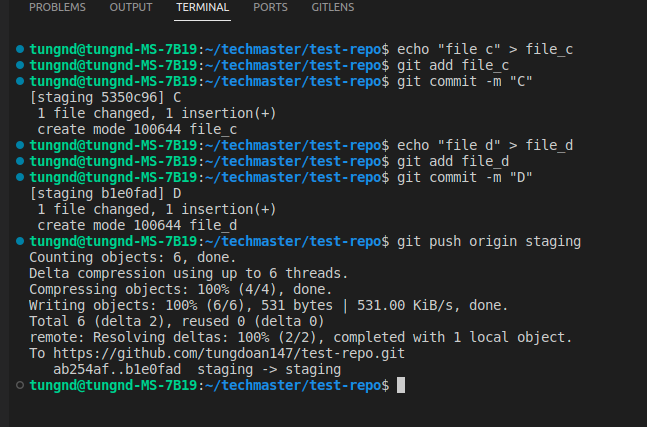 PROBLEMS OUTPUT TERMINAL PORTS GITLENS
tungnd@tungnd-MS-7B19:~/techmaster/test-repo$ echo "file c" > file_c
tungnd@tungnd-MS-7B19:~/techmaster/test-repo$ git add file_c
tungnd@tungnd-MS-7B19:~/techmaster/test-repo$ git commit -m "C"
[staging 5350c96] C
 1 file changed, 1 insertion(+)
 create mode 100644 file_c
tungnd@tungnd-MS-7B19:~/techmaster/test-repo$ echo "file d" > file_d
tungnd@tungnd-MS-7B19:~/techmaster/test-repo$ git add file_d
tungnd@tungnd-MS-7B19:~/techmaster/test-repo$ git commit -m "D"
[staging b1e0fad] D
 1 file changed, 1 insertion(+)
 create mode 100644 file_d
tungnd@tungnd-MS-7B19:~/techmaster/test-repo$ git push origin staging
Counting objects: 6, done.
Delta compression using up to 6 threads.
Compressing objects: 100% (4/4), done.
Writing objects: 100% (6/6), 531 bytes | 531.00 KiB/s, done.
Total 6 (delta 2), reused 0 (delta 0)
remote: Resolving deltas: 100% (2/2), completed with 1 local object.
To https://github.com/tungdoan147/test-repo.git
   ab254af..b1e0fad  staging -> staging
tungnd@tungnd-MS-7B19:~/techmaster/test-repo$